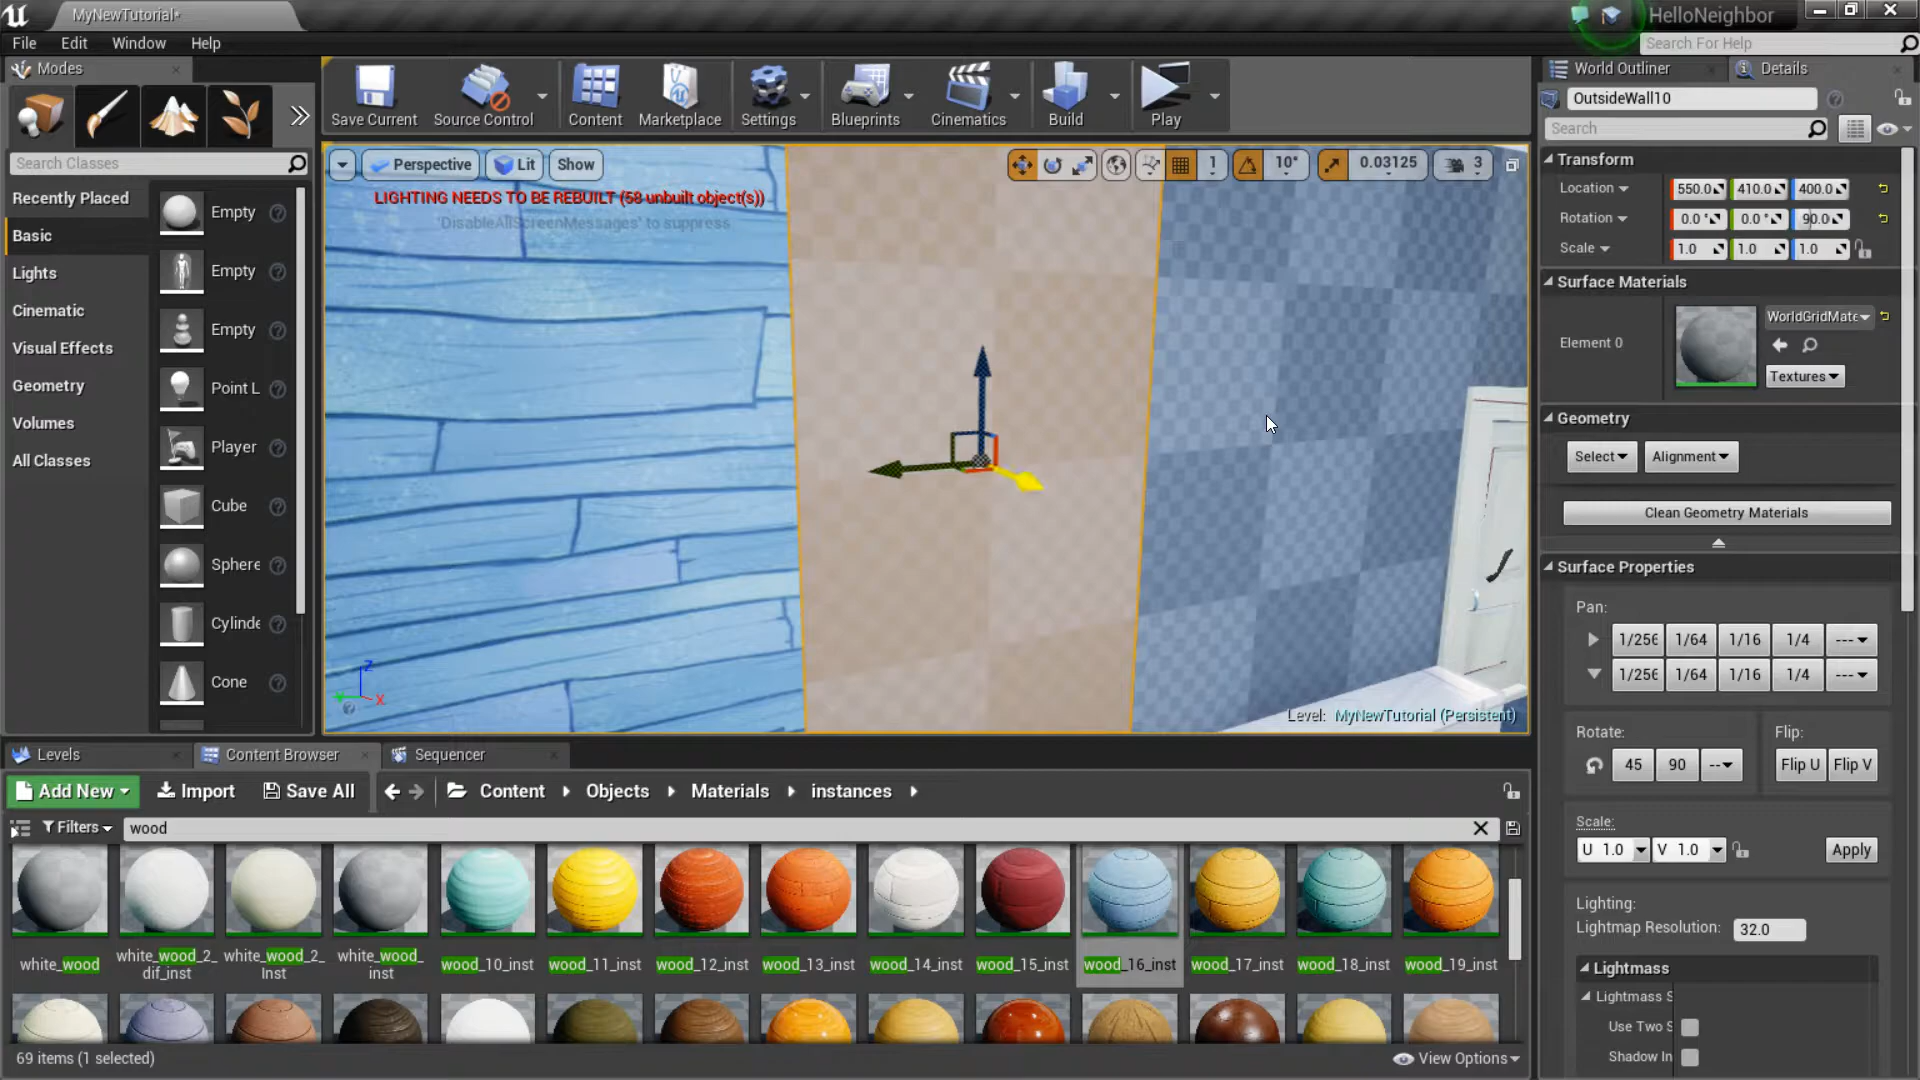 MyNewTutorial*
HelloNeighbor
File
Edit
Window
Help
Search For Help
Modes
Save Current
Source Control
Content
Marketplace
Settings
Blueprints
Cinematics
Build
Play
World Outliner
Details
OutsideWall10
Search
Search Classes
Recently Placed
Basic
Lights
Cinematic
Visual Effects
Geometry
Volumes
All Classes
Empty
Empty
Empty
Point L
Player
Cube
Sphere
Cylinde
Cone
Perspective
Lit
Show
1
10°
0.03125
3
LIGHTING NEEDS TO BE REBUILT (58 unbuilt object(s))
'DisableAllScreenMessages' to suppress
Z
X
Level: MyNewTutorial (Persistent)
Transform
Location 550.0 410.0 400.0
Rotation 0.0 ° 0.0 ° 90.0
Scale 1.0 1.0 1.0
Surface Materials
Element 0
WorldGridMate
Textures
Geometry
Select
Alignment
Clean Geometry Materials
Surface Properties
Pan:
1/256 1/64 1/16 1/4 ---
1/256 1/64 1/16 1/4 ---
Rotate:
Flip:
45 90 --
Flip U Flip V
Scale:
U 1.0 V 1.0
Apply
Lighting:
Lightmap Resolution: 32.0
Lightmass
Lightmass S
Use Two S
Shadow In
Levels
Content Browser
Sequencer
Add New
Import
Save All
Content
Objects
Materials
instances
Filters
wood
white_wood
white_wood_2_
dif_inst
white_wood_2_
Inst
white_wood_
inst
wood_10_inst
wood_11_inst
wood_12_inst
wood_13_inst
wood_14_inst
wood_15_inst
wood_16_inst
wood_17_inst
wood_18_inst
wood_19_inst
69 items (1 selected)
View Options